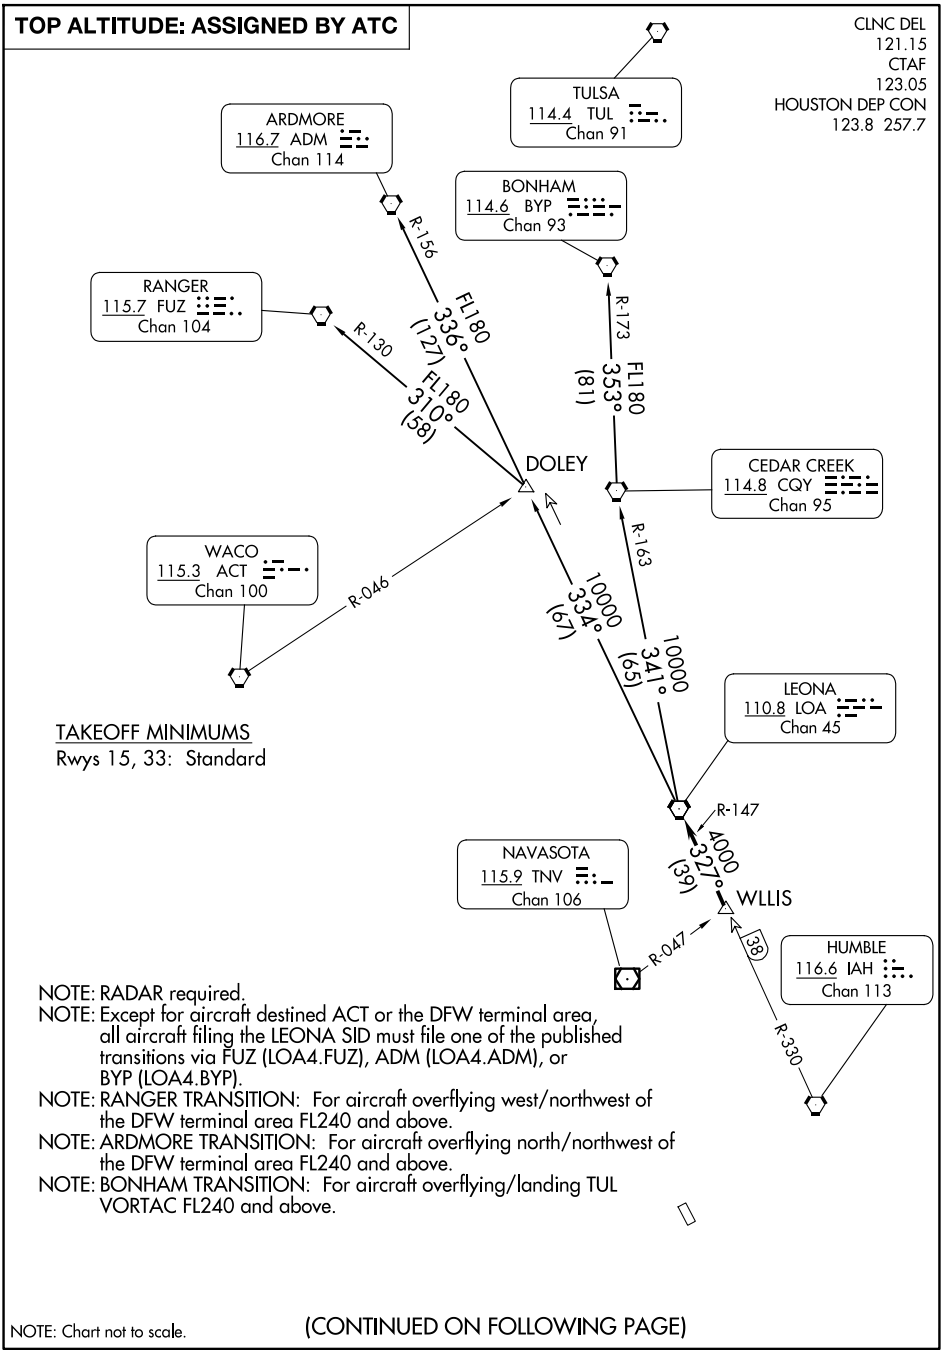 TOP ALTITUDE: ASSIGNED BY ATC
CLNC DEL
121.15
CTAF
123.05
HOUSTON DEP CON
123.8 257.7
TULSA
114.4 TUL
Chan 91
ARDMORE
116.7 ADM
Chan 114
BONHAM
114.6 BYP
Chan 93
RANGER
115.7 FUZ
Chan 104
R-156
R-130
R-173
FL180
336°
(127)
FL180
310°
(58)
FL180
353°
(81)
DOLEY
CEDAR CREEK
114.8 CQY
Chan 95
WACO
115.3 ACT
Chan 100
R-046
R-163
10000
334°
(67)
10000
341°
(65)
LEONA
110.8 LOA
Chan 45
TAKEOFF MINIMUMS
Rwys 15, 33: Standard
R-147
4000
327°
(39)
NAVASOTA
115.9 TNV
Chan 106
WLLIS
R-047
38
HUMBLE
116.6 IAH
Chan 113
R-330
NOTE: RADAR required.
NOTE: Except for aircraft destined ACT or the DFW terminal area,
all aircraft filing the LEONA SID must file one of the published
transitions via FUZ (LOA4.FUZ), ADM (LOA4.ADM), or
BYP (LOA4.BYP).
NOTE: RANGER TRANSITION: For aircraft overflying west/northwest of
the DFW terminal area FL240 and above.
NOTE: ARDMORE TRANSITION: For aircraft overflying north/northwest of
the DFW terminal area FL240 and above.
NOTE: BONHAM TRANSITION: For aircraft overflying/landing TUL
VORTAC FL240 and above.
NOTE: Chart not to scale.
(CONTINUED ON FOLLOWING PAGE)